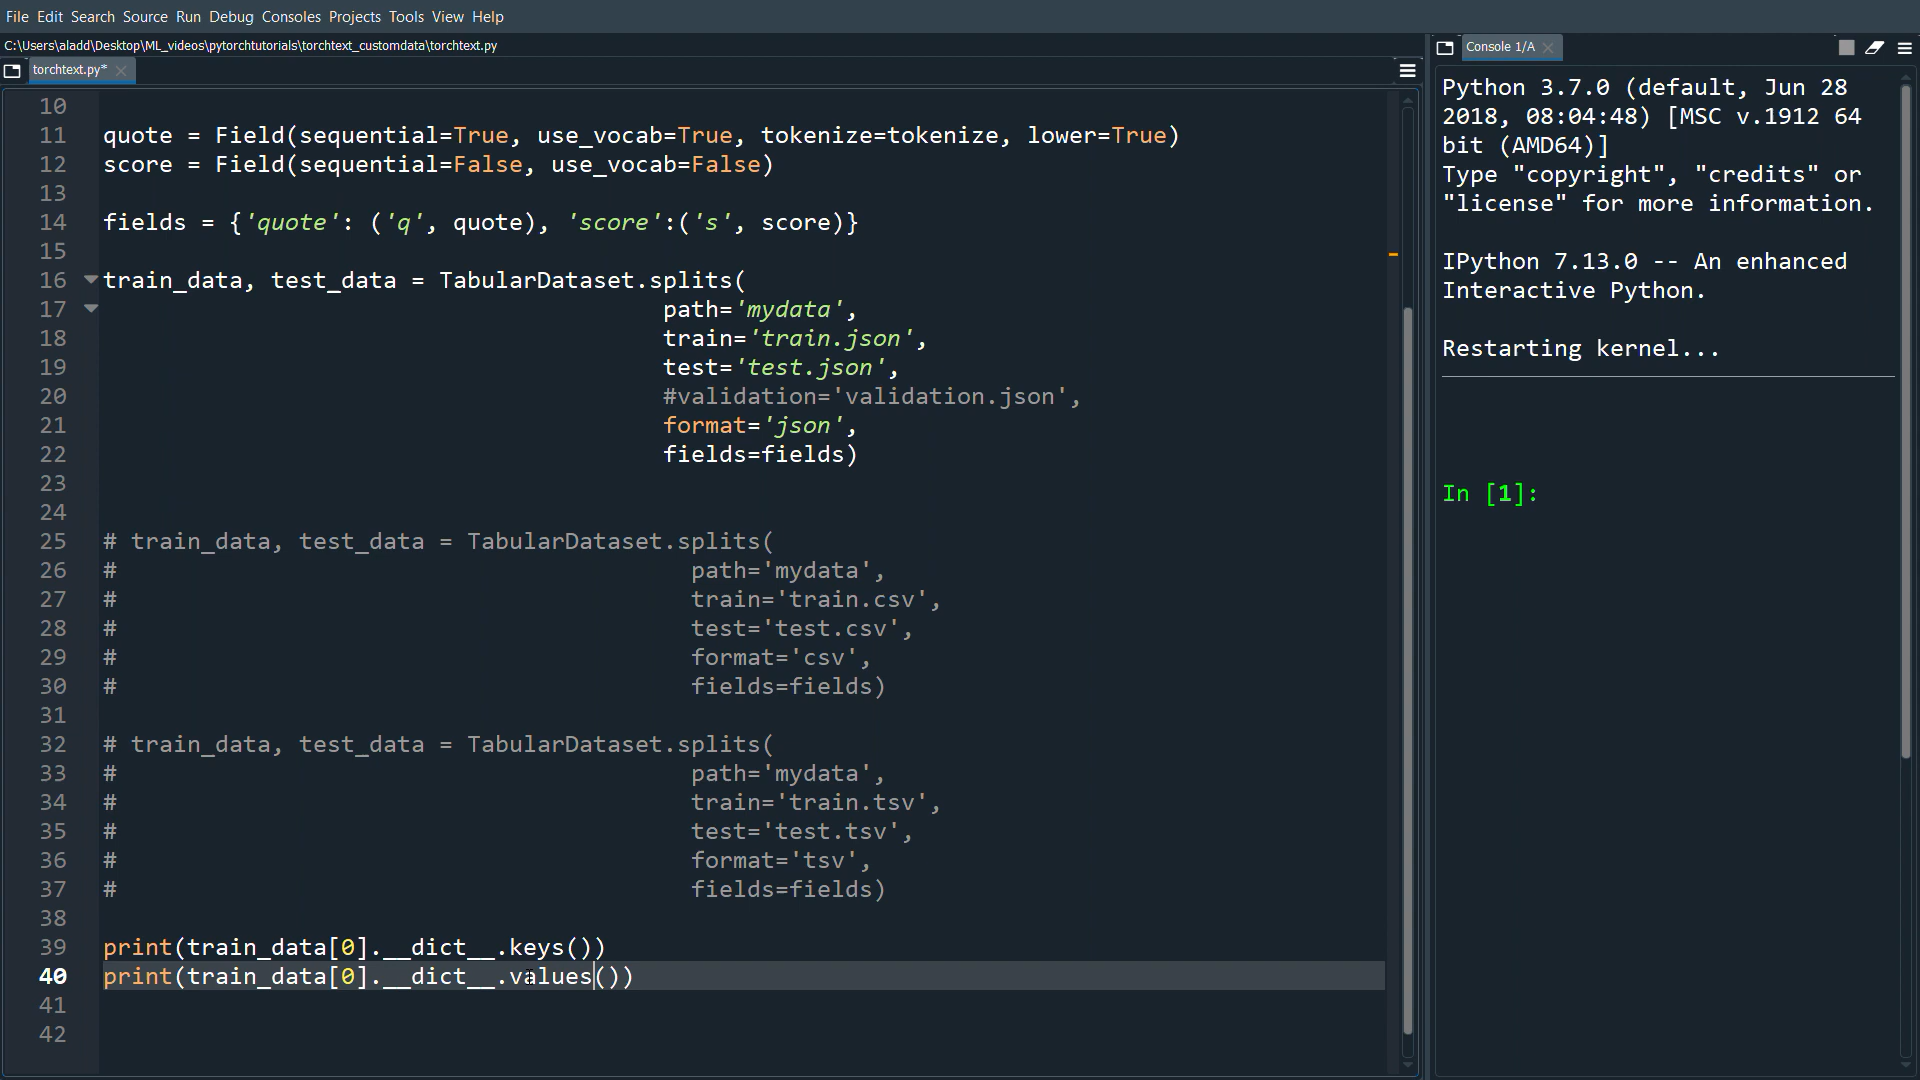 File Edit Search Source Run Debug Consoles Projects Tools View Help
C:\Users\aladd\Desktop\ML_videos\pytorchtutorials\torchtext_customdata\torchtext.py
torchtext.py*
10
11 quote = Field(sequential=True, use_vocab=True, tokenize=tokenize, lower=True)
12 score = Field(sequential=False, use_vocab=False)
13
14 fields = {'quote': ('q', quote), 'score':('s', score)}
15
16 train_data, test_data = TabularDataset.splits(
17 path='mydata',
18 train='train.json',
19 test='test.json',
20 #validation='validation.json',
21 format='json',
22 fields=fields)
23
24
25 # train_data, test_data = TabularDataset.splits(
26 # path='mydata',
27 # train='train.csv',
28 # test='test.csv',
29 # format='csv',
30 # fields=fields)
31
32 # train_data, test_data = TabularDataset.splits(
33 # path='mydata',
34 # train='train.tsv',
35 # test='test.tsv',
36 # format='tsv',
37 # fields=fields)
38
39 print(train_data[0].__dict__.keys())
40 print(train_data[0].__dict__.values())
41
42
Console 1/A
Python 3.7.0 (default, Jun 28
2018, 08:04:48) [MSC v.1912 64
bit (AMD64)]
Type "copyright", "credits" or
"license" for more information.
IPython 7.13.0 -- An enhanced
Interactive Python.
Restarting kernel...
In [1]: